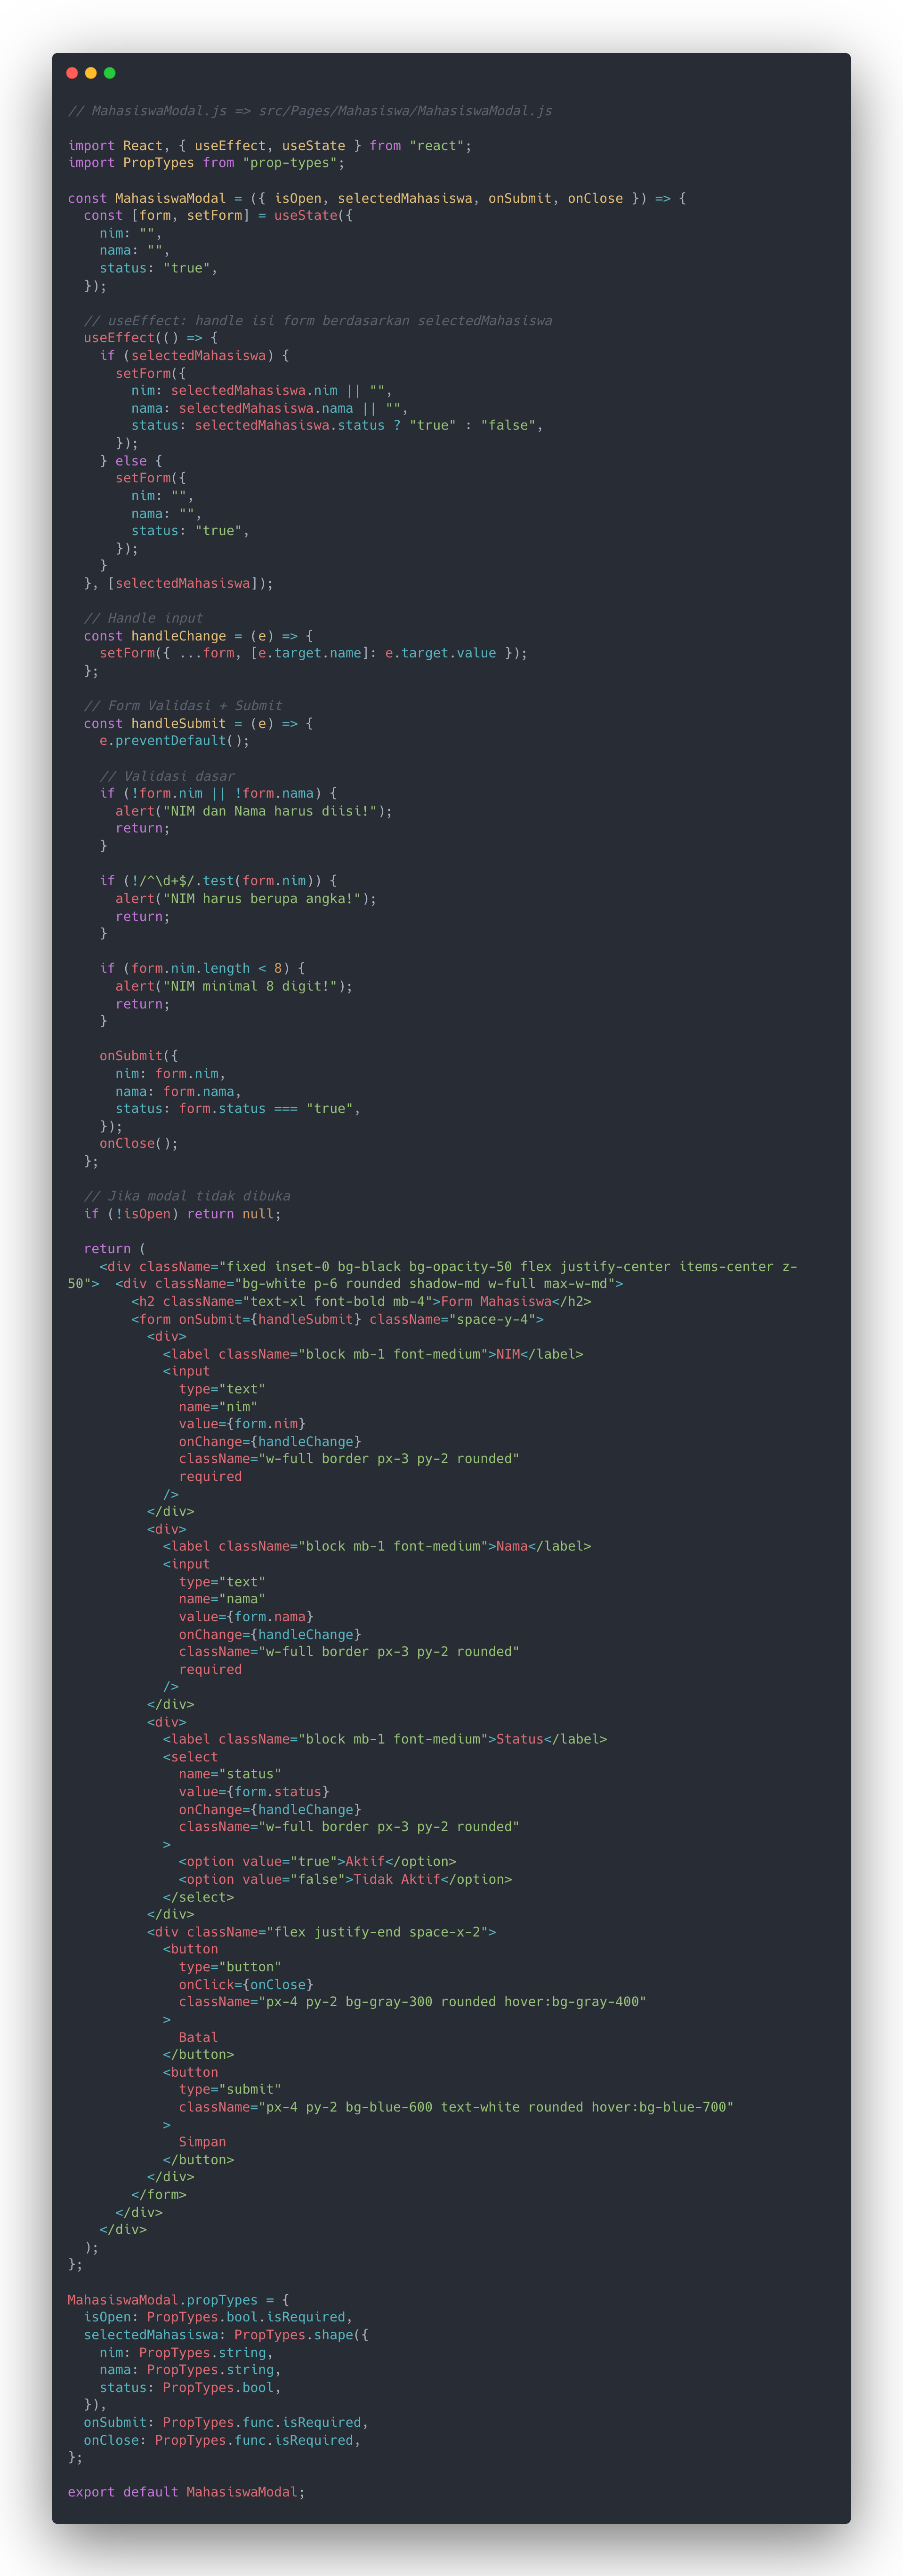 // MahasiswaModal.js => src/Pages/Mahasiswa/MahasiswaModal.js

import React, { useEffect, useState } from "react";
import PropTypes from "prop-types";

const MahasiswaModal = ({ isOpen, selectedMahasiswa, onSubmit, onClose }) => {
  const [form, setForm] = useState({
    nim: "",
    nama: "",
    status: "true",
  });

  // useEffect: handle isi form berdasarkan selectedMahasiswa
  useEffect(() => {
    if (selectedMahasiswa) {
      setForm({
        nim: selectedMahasiswa.nim || "",
        nama: selectedMahasiswa.nama || "",
        status: selectedMahasiswa.status ? "true" : "false",
      });
    } else {
      setForm({
        nim: "",
        nama: "",
        status: "true",
      });
    }
  }, [selectedMahasiswa]);

  // Handle input
  const handleChange = (e) => {
    setForm({ ...form, [e.target.name]: e.target.value });
  };

  // Form Validasi + Submit
  const handleSubmit = (e) => {
    e.preventDefault();

    // Validasi dasar
    if (!form.nim || !form.nama) {
      alert("NIM dan Nama harus diisi!");
      return;
    }

    if (!/^\d+$/.test(form.nim)) {
      alert("NIM harus berupa angka!");
      return;
    }

    if (form.nim.length < 8) {
      alert("NIM minimal 8 digit!");
      return;
    }

    onSubmit({
      nim: form.nim,
      nama: form.nama,
      status: form.status === "true",
    });
    onClose();
  };

  // Jika modal tidak dibuka
  if (!isOpen) return null;

  return (
    <div className="fixed inset-0 bg-black bg-opacity-50 flex justify-center items-center z-
50">  <div className="bg-white p-6 rounded shadow-md w-full max-w-md">
        <h2 className="text-xl font-bold mb-4">Form Mahasiswa</h2>
        <form onSubmit={handleSubmit} className="space-y-4">
          <div>
            <label className="block mb-1 font-medium">NIM</label>
            <input
              type="text"
              name="nim"
              value={form.nim}
              onChange={handleChange}
              className="w-full border px-3 py-2 rounded"
              required
            />
          </div>
          <div>
            <label className="block mb-1 font-medium">Nama</label>
            <input
              type="text"
              name="nama"
              value={form.nama}
              onChange={handleChange}
              className="w-full border px-3 py-2 rounded"
              required
            />
          </div>
          <div>
            <label className="block mb-1 font-medium">Status</label>
            <select
              name="status"
              value={form.status}
              onChange={handleChange}
              className="w-full border px-3 py-2 rounded"
            >
              <option value="true">Aktif</option>
              <option value="false">Tidak Aktif</option>
            </select>
          </div>
          <div className="flex justify-end space-x-2">
            <button
              type="button"
              onClick={onClose}
              className="px-4 py-2 bg-gray-300 rounded hover:bg-gray-400"
            >
              Batal
            </button>
            <button
              type="submit"
              className="px-4 py-2 bg-blue-600 text-white rounded hover:bg-blue-700"
            >
              Simpan
            </button>
          </div>
        </form>
      </div>
    </div>
  );
};

MahasiswaModal.propTypes = {
  isOpen: PropTypes.bool.isRequired,
  selectedMahasiswa: PropTypes.shape({
    nim: PropTypes.string,
    nama: PropTypes.string,
    status: PropTypes.bool,
  }),
  onSubmit: PropTypes.func.isRequired,
  onClose: PropTypes.func.isRequired,
};

export default MahasiswaModal;